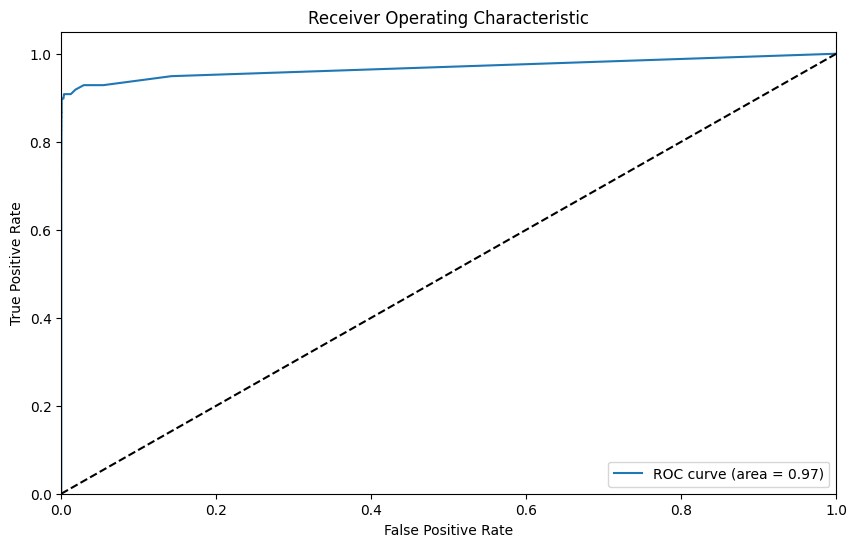 Receiver Operating Characteristic
True Positive Rate
1.0
0.8
0.6
0.4
0.2
0.0
0.0 0.2 0.4 0.6 0.8 1.0
False Positive Rate
ROC curve (area = 0.97)